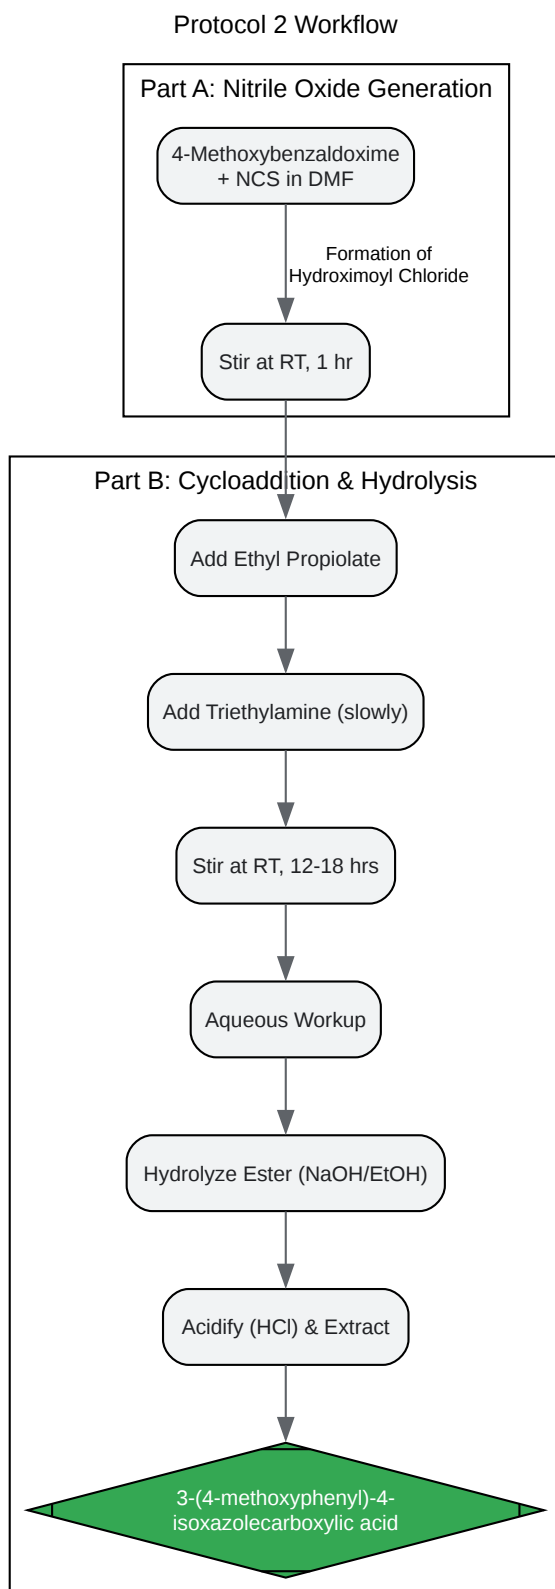 Protocol 2 Workflow
Part A: Nitrile Oxide Generation
4-Methoxybenzaldoxime
+ NCS in DMF
Formation of
Hydroximoyl Chloride
Stir at RT, 1 hr
Part B: Cycloaddition & Hydrolysis
Add Ethyl Propiolate
Add Triethylamine (slowly)
Stir at RT, 12-18 hrs
Aqueous Workup
Hydrolyze Ester (NaOH/EtOH)
Acidify (HCl) & Extract
3-(4-methoxyphenyl)-4-
isoxazolecarboxylic acid